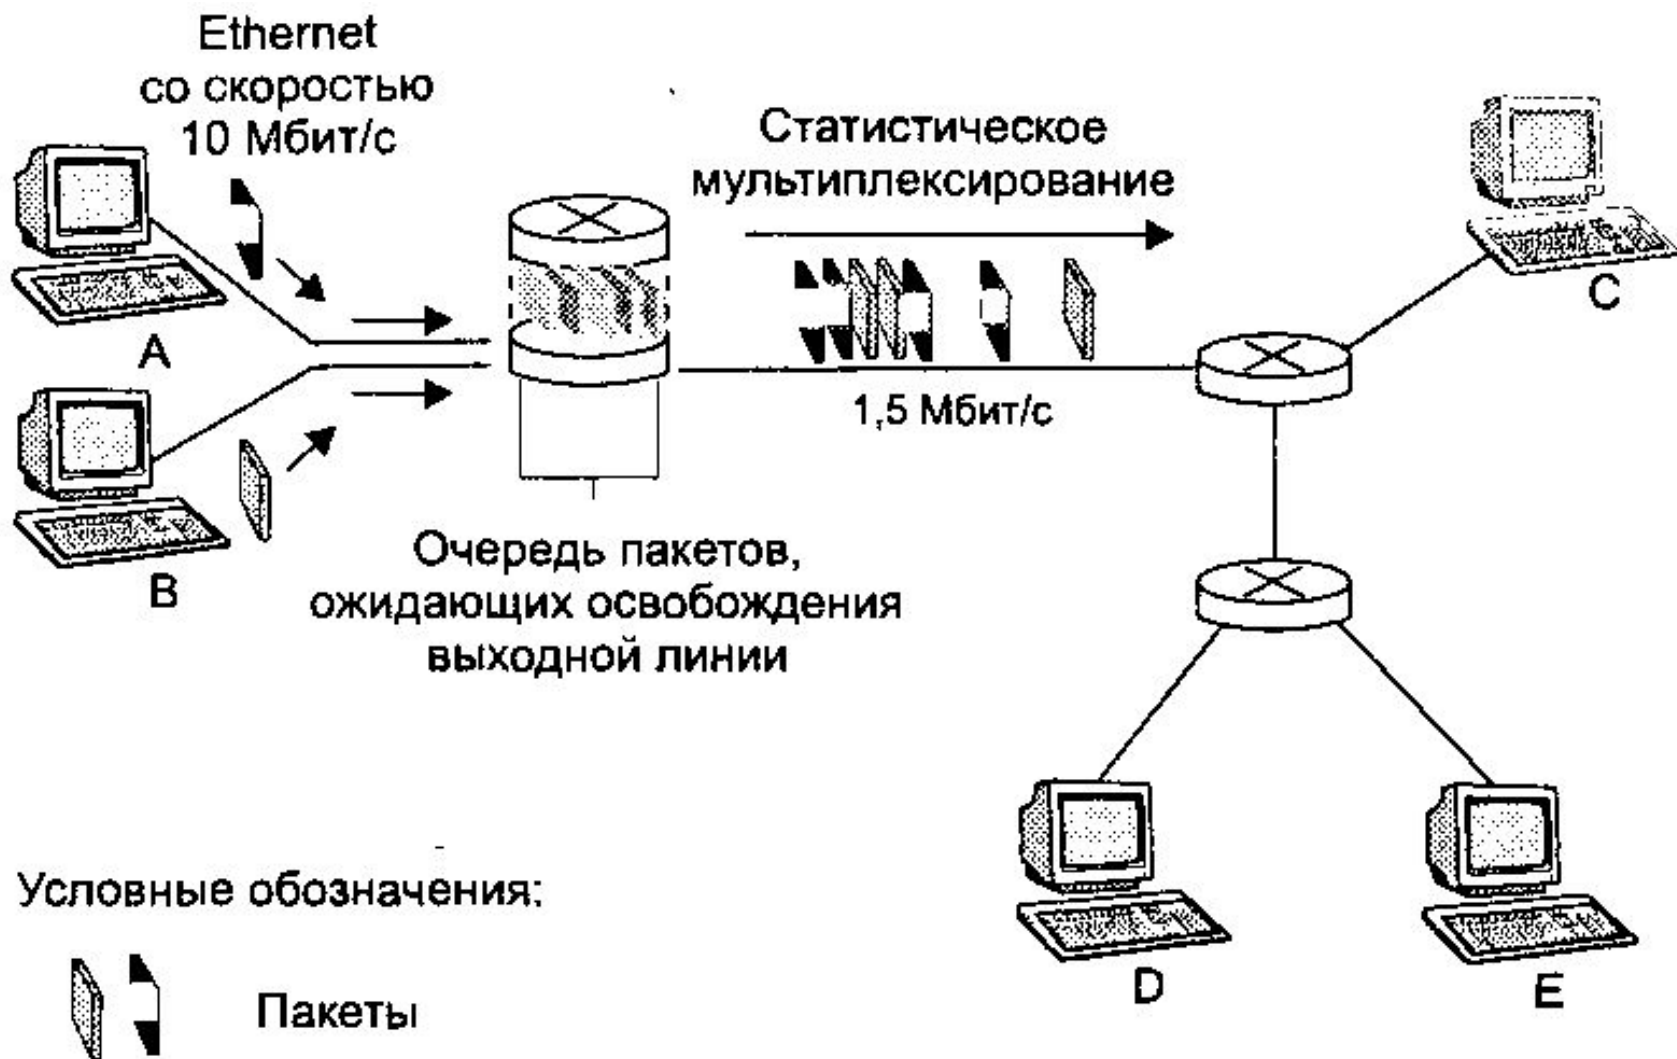 Ethernet
со скоростью
10 Мбит/с
Статистическое
мультиплексирование
A
C
1,5 Мбит/с
B
Очередь пакетов,
ожидающих освобождения
выходной линии
D
E
Условные обозначения:
Пакеты